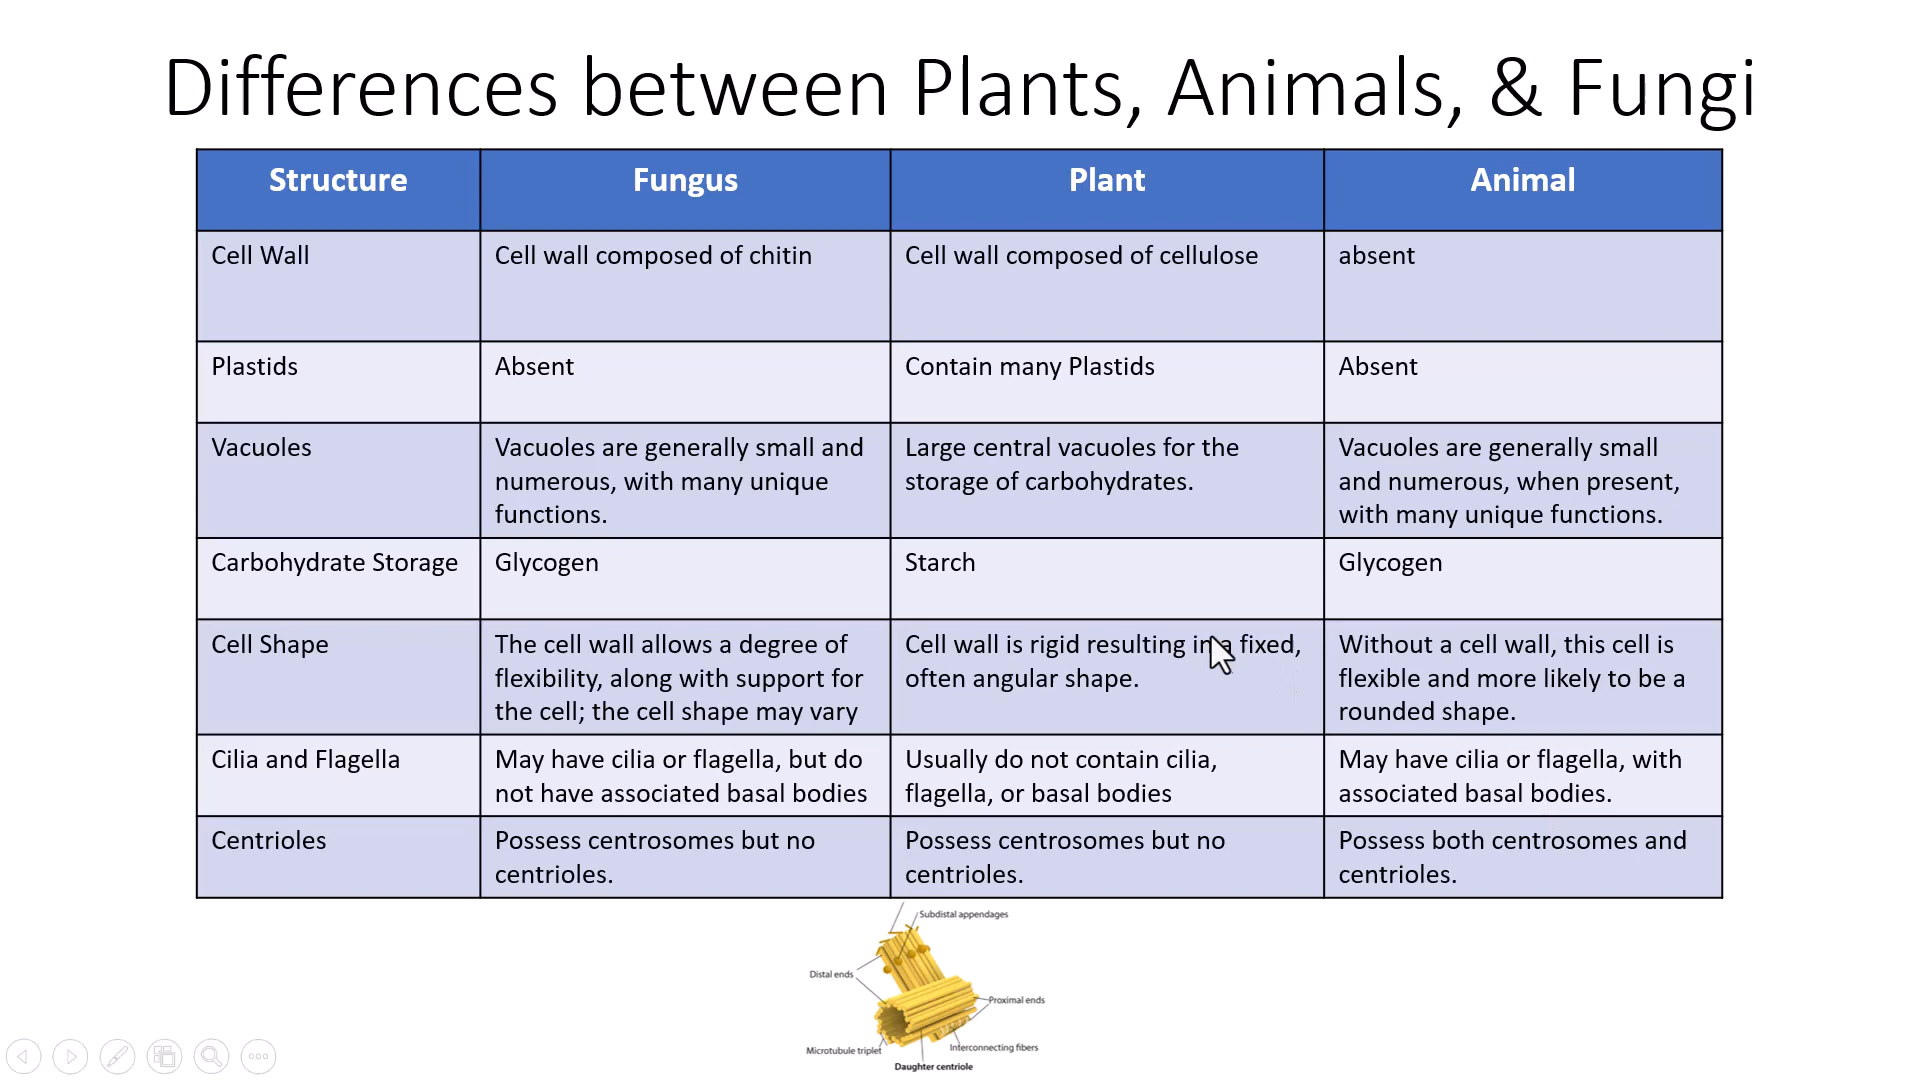 Differences between Plants, Animals, & Fungi
Structure
Fungus
Plant
Animal
Cell Wall
Cell wall composed of chitin
Cell wall composed of cellulose
absent
Plastids
Absent
Contain many Plastids
Absent
Vacuoles
Vacuoles are generally small and
numerous, with many unique
functions.
Large central vacuoles for the
storage of carbohydrates.
Vacuoles are generally small
and numerous, when present,
with many unique functions.
Carbohydrate Storage
Glycogen
Starch
Glycogen
Cell Shape
The cell wall allows a degree of
flexibility, along with support for
the cell; the cell shape may vary
Cell wall is rigid resulting in a fixed,
often angular shape.
Without a cell wall, this cell is
flexible and more likely to be a
rounded shape.
Cilia and Flagella
May have cilia or flagella, but do
not have associated basal bodies
Usually do not contain cilia,
flagella, or basal bodies
May have cilia or flagella, with
associated basal bodies.
Centrioles
Possess centrosomes but no
centrioles.
Possess centrosomes but no
centrioles.
Possess both centrosomes and
centrioles.
Subdistal appendages
Distal ends
Proximal ends
Microtubule triplet
Interconnecting fibers
Daughter centriole